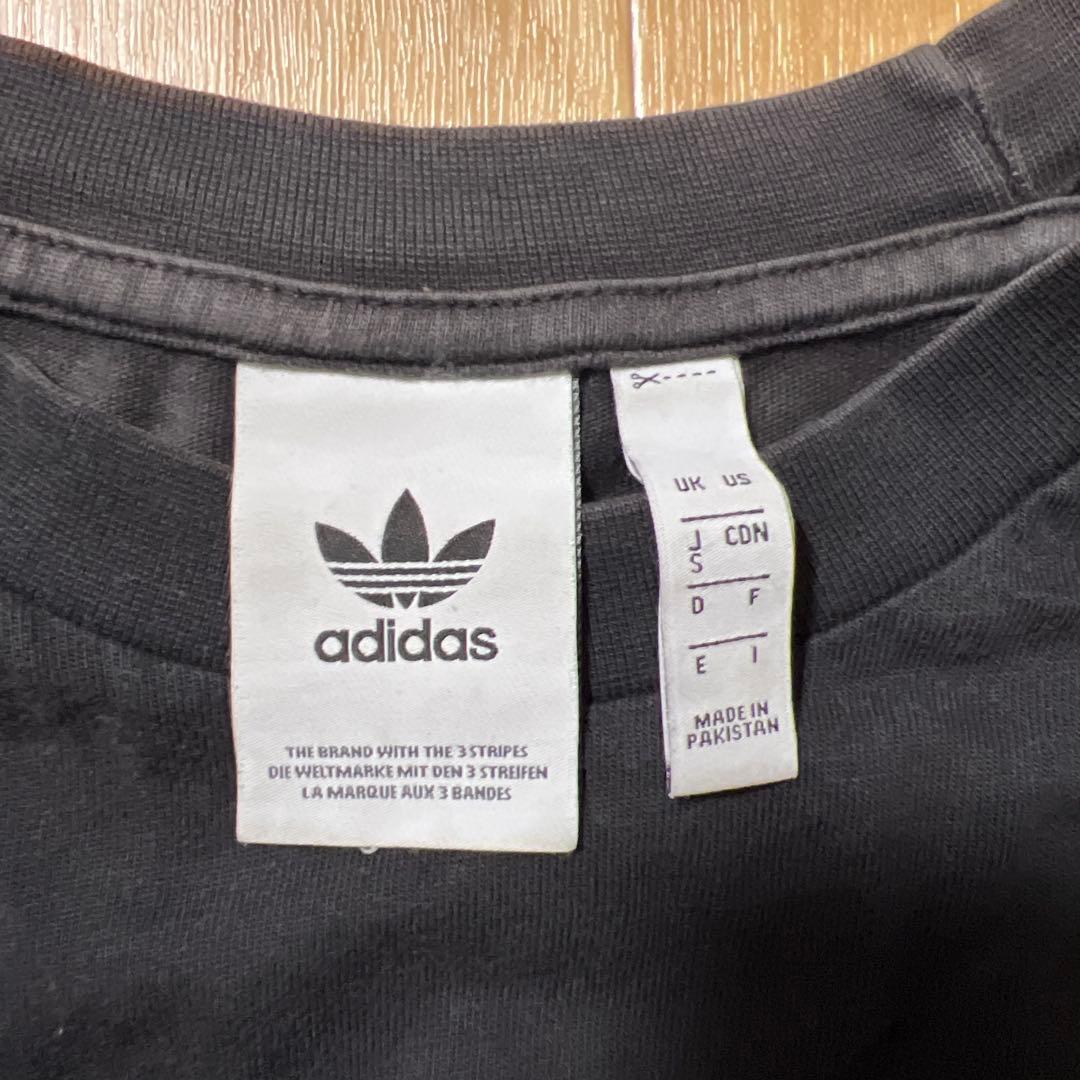 adidas
THE BRAND WITH THE 3 STRIPES
DIE WELTMARKE MIT DEN 3 STREIFEN
LA MARQUE AUX 3 BANDES
UK US
J CDN
S
D F
E I
MADE IN
PAKISTAN